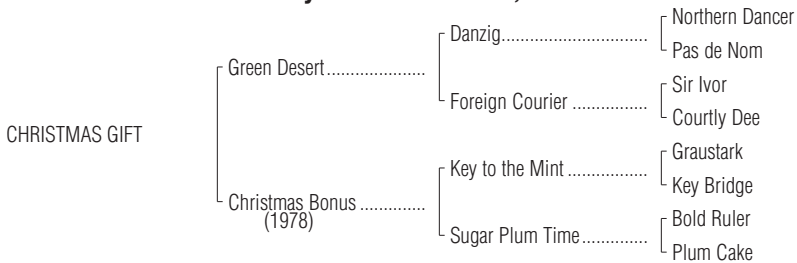 Northern Dancer
Danzig..............................
Pas de Nom
Green Desert.....................
Sir Ivor
Foreign Courier ................
Courtly Dee
CHRISTMAS GIFT
Graustark
Key to the Mint .................
Key Bridge
Christmas Bonus ..............
(1978)
Bold Ruler
Sugar Plum Time..............
Plum Cake